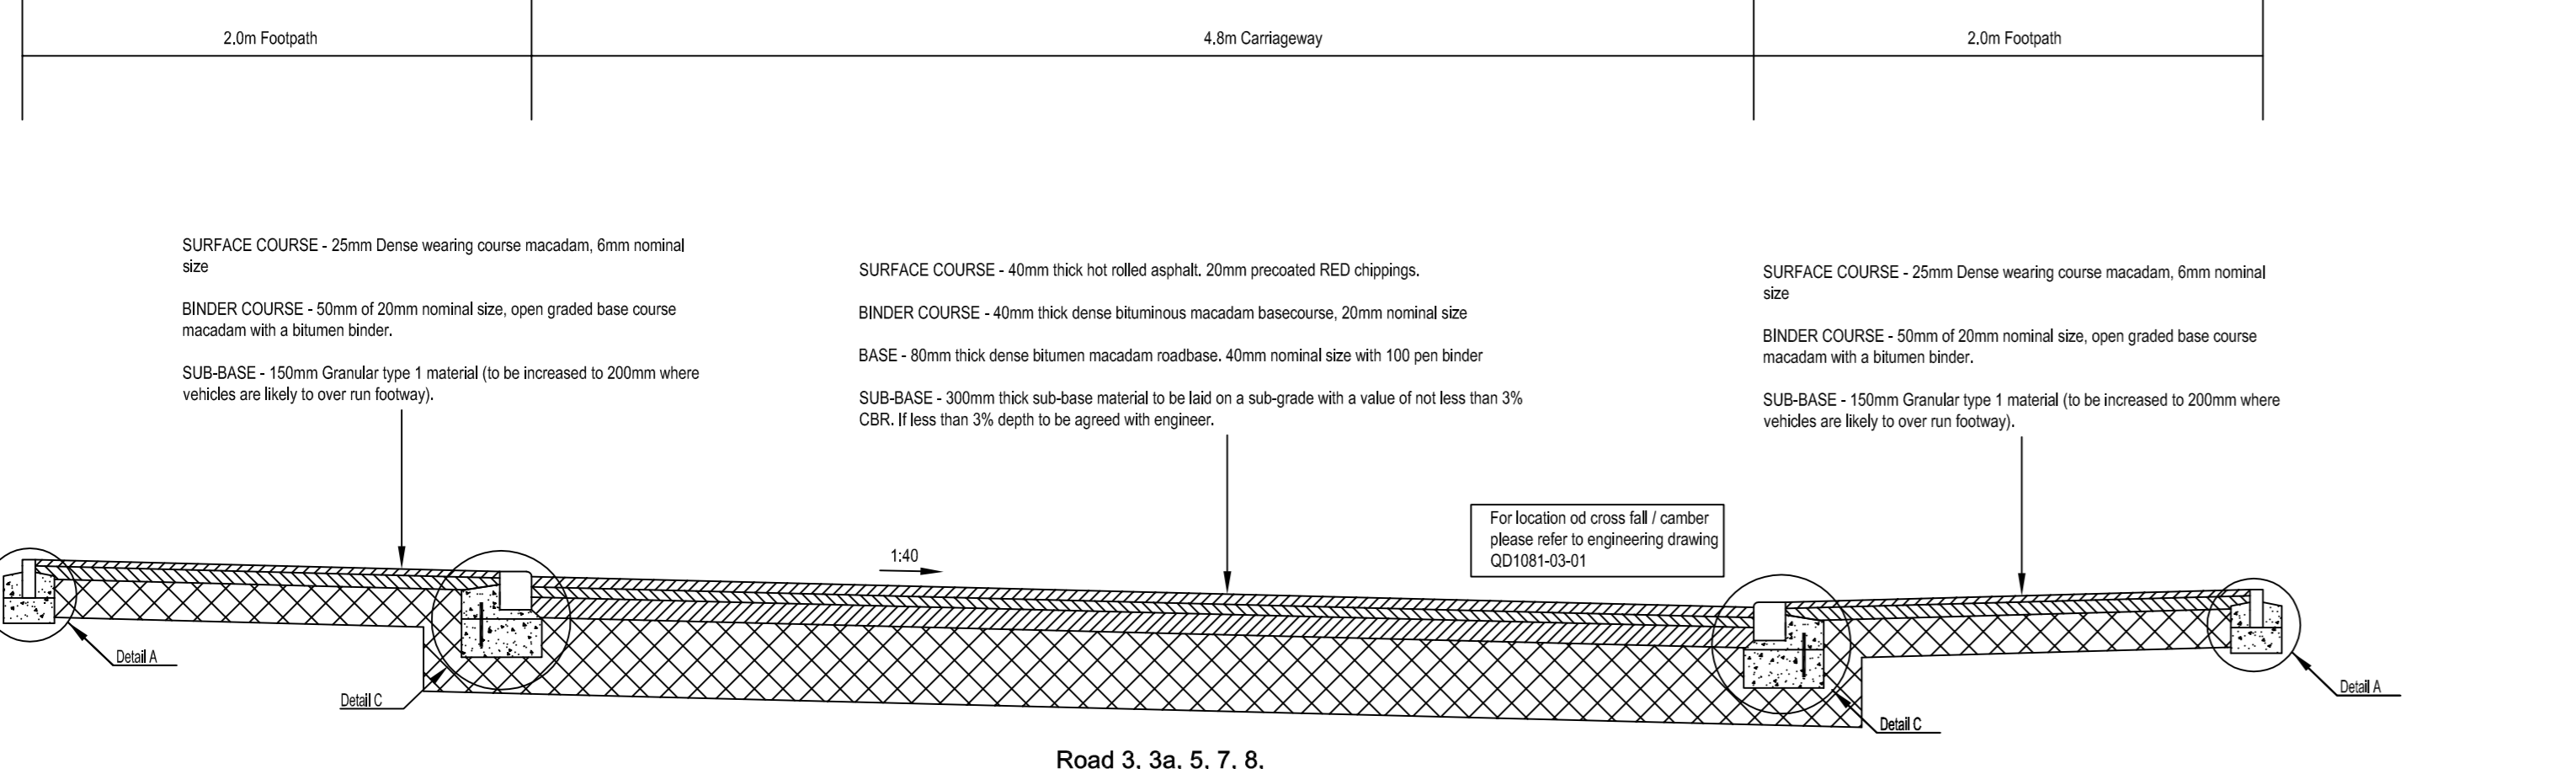 2.0m Footpath
4.8m Carriageway
2.0m Footpath
SURFACE COURSE - 25mm Dense wearing course macadam, 6mm nominal
size
BINDER COURSE - 50mm of 20mm nominal size, open graded base course
macadam with a bitumen binder.
SUB-BASE - 150mm Granular type 1 material (to be increased to 200mm where
vehicles are likely to over run footway).
SURFACE COURSE - 40mm thick hot rolled asphalt. 20mm precoated RED chippings.
BINDER COURSE - 40mm thick dense bituminous macadam basecourse, 20mm nominal size
BASE - 80mm thick dense bitumen macadam roadbase. 40mm nominal size with 100 pen binder
SUB-BASE - 300mm thick sub-base material to be laid on a sub-grade with a value of not less than 3%
CBR. If less than 3% depth to be agreed with engineer.
SURFACE COURSE - 25mm Dense wearing course macadam, 6mm nominal
size
BINDER COURSE - 50mm of 20mm nominal size, open graded base course
macadam with a bitumen binder.
SUB-BASE - 150mm Granular type 1 material (to be increased to 200mm where
vehicles are likely to over run footway).
For location od cross fall / camber
please refer to engineering drawing
QD1081-03-01
1:40
Detail A
Detail C
Detail C
Detail A
Road 3, 3a, 5, 7, 8,